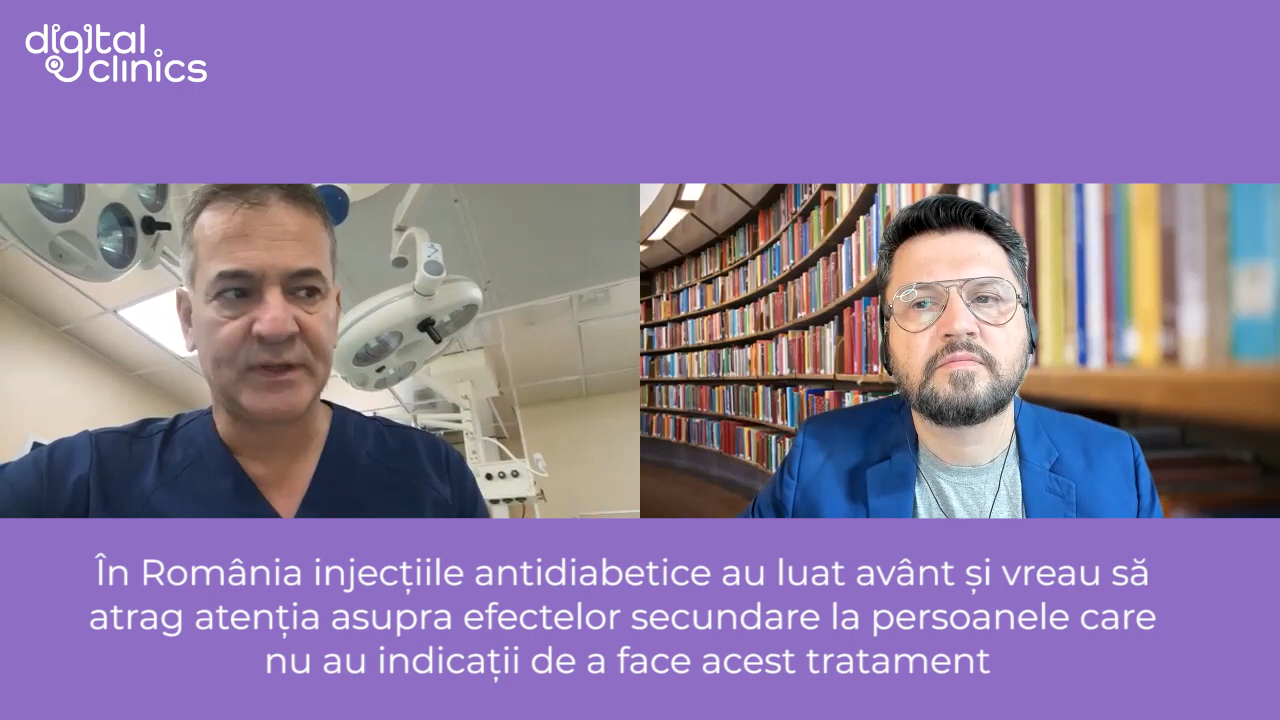 digital
clinics
În România injecțiile antidiabetice au luat avânt și vreau să
atrag atenția asupra efectelor secundare la persoanele care
nu au indicații de a face acest tratament